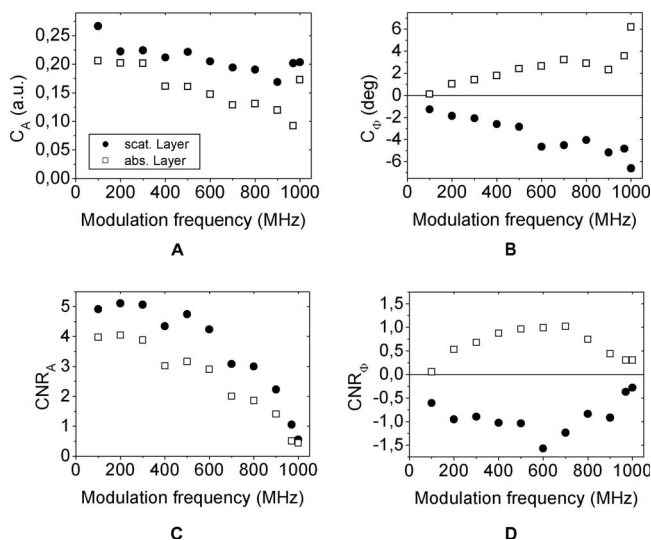 0,25
0,20
0,15
0,10
0,05
0,00
C_A (a.u.)
scat. Layer
abs. Layer
0 200 400 600 800 1000
Modulation frequency (MHz)
A
6
4
2
0
-2
-4
-6
C_Φ (deg)
0 200 400 600 800 1000
Modulation frequency (MHz)
B
5
4
3
2
1
0
CNR_A
0 200 400 600 800 1000
Modulation frequency (MHz)
C
1,5
1,0
0,5
0,0
-0,5
-1,0
-1,5
CNR_Φ
0 200 400 600 800 1000
Modulation frequency (MHz)
D